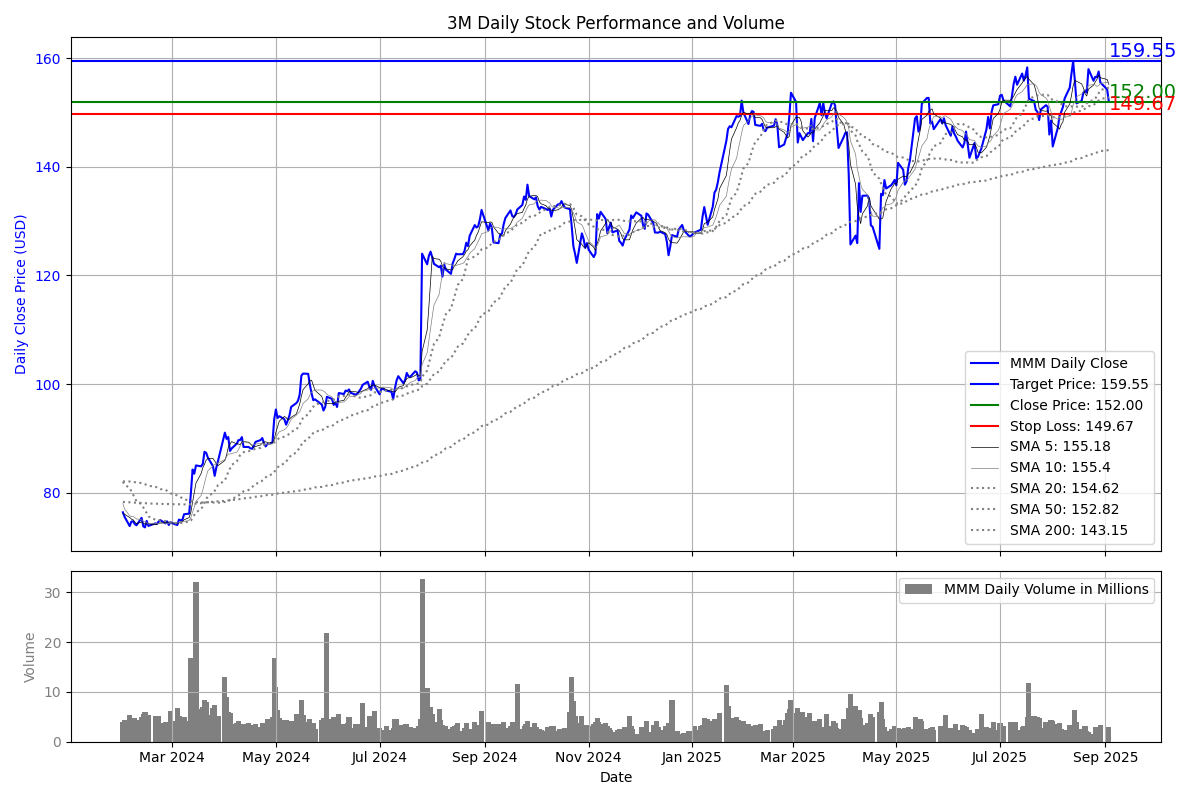 3M Daily Stock Performance and Volume
Daily Close Price (USD)
160
140
120
100
80
159.55
152.00
149.67
MMM Daily Close
Target Price: 159.55
Close Price: 152.00
Stop Loss: 149.67
SMA 5: 155.18
SMA 10: 155.4
SMA 20: 154.62
SMA 50: 152.82
SMA 200: 143.15
Volume
30
20
10
0
MMM Daily Volume in Millions
Mar 2024 May 2024 Jul 2024 Sep 2024 Nov 2024 Jan 2025 Mar 2025 May 2025 Jul 2025 Sep 2025
Date